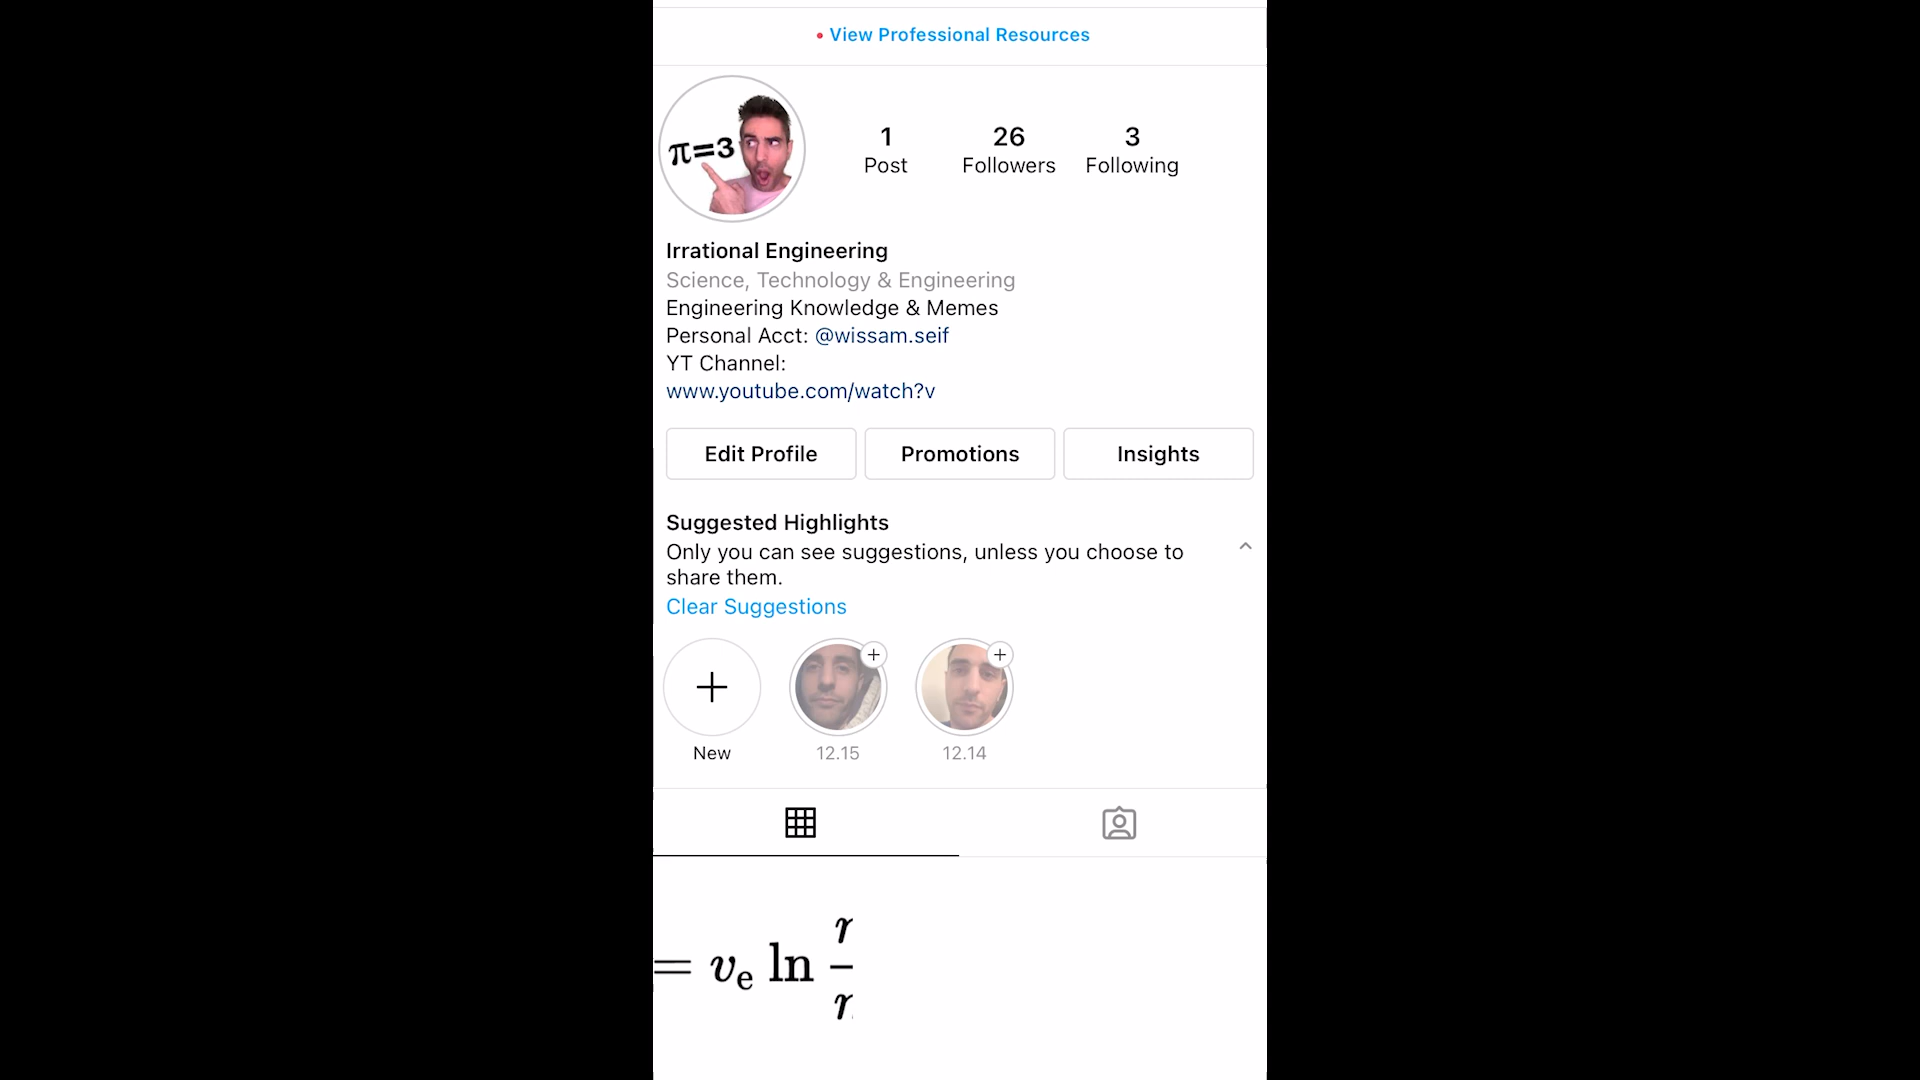 View Professional Resources
π=3
1 26 3
Post Followers Following
Irrational Engineering
Science, Technology & Engineering
Engineering Knowledge & Memes
Personal Acct: @wissam.seif
YT Channel:
www.youtube.com/watch?v
Edit Profile Promotions Insights
Suggested Highlights
Only you can see suggestions, unless you choose to
share them.
Clear Suggestions
New 12.15 12.14
= vₑ ln r/r